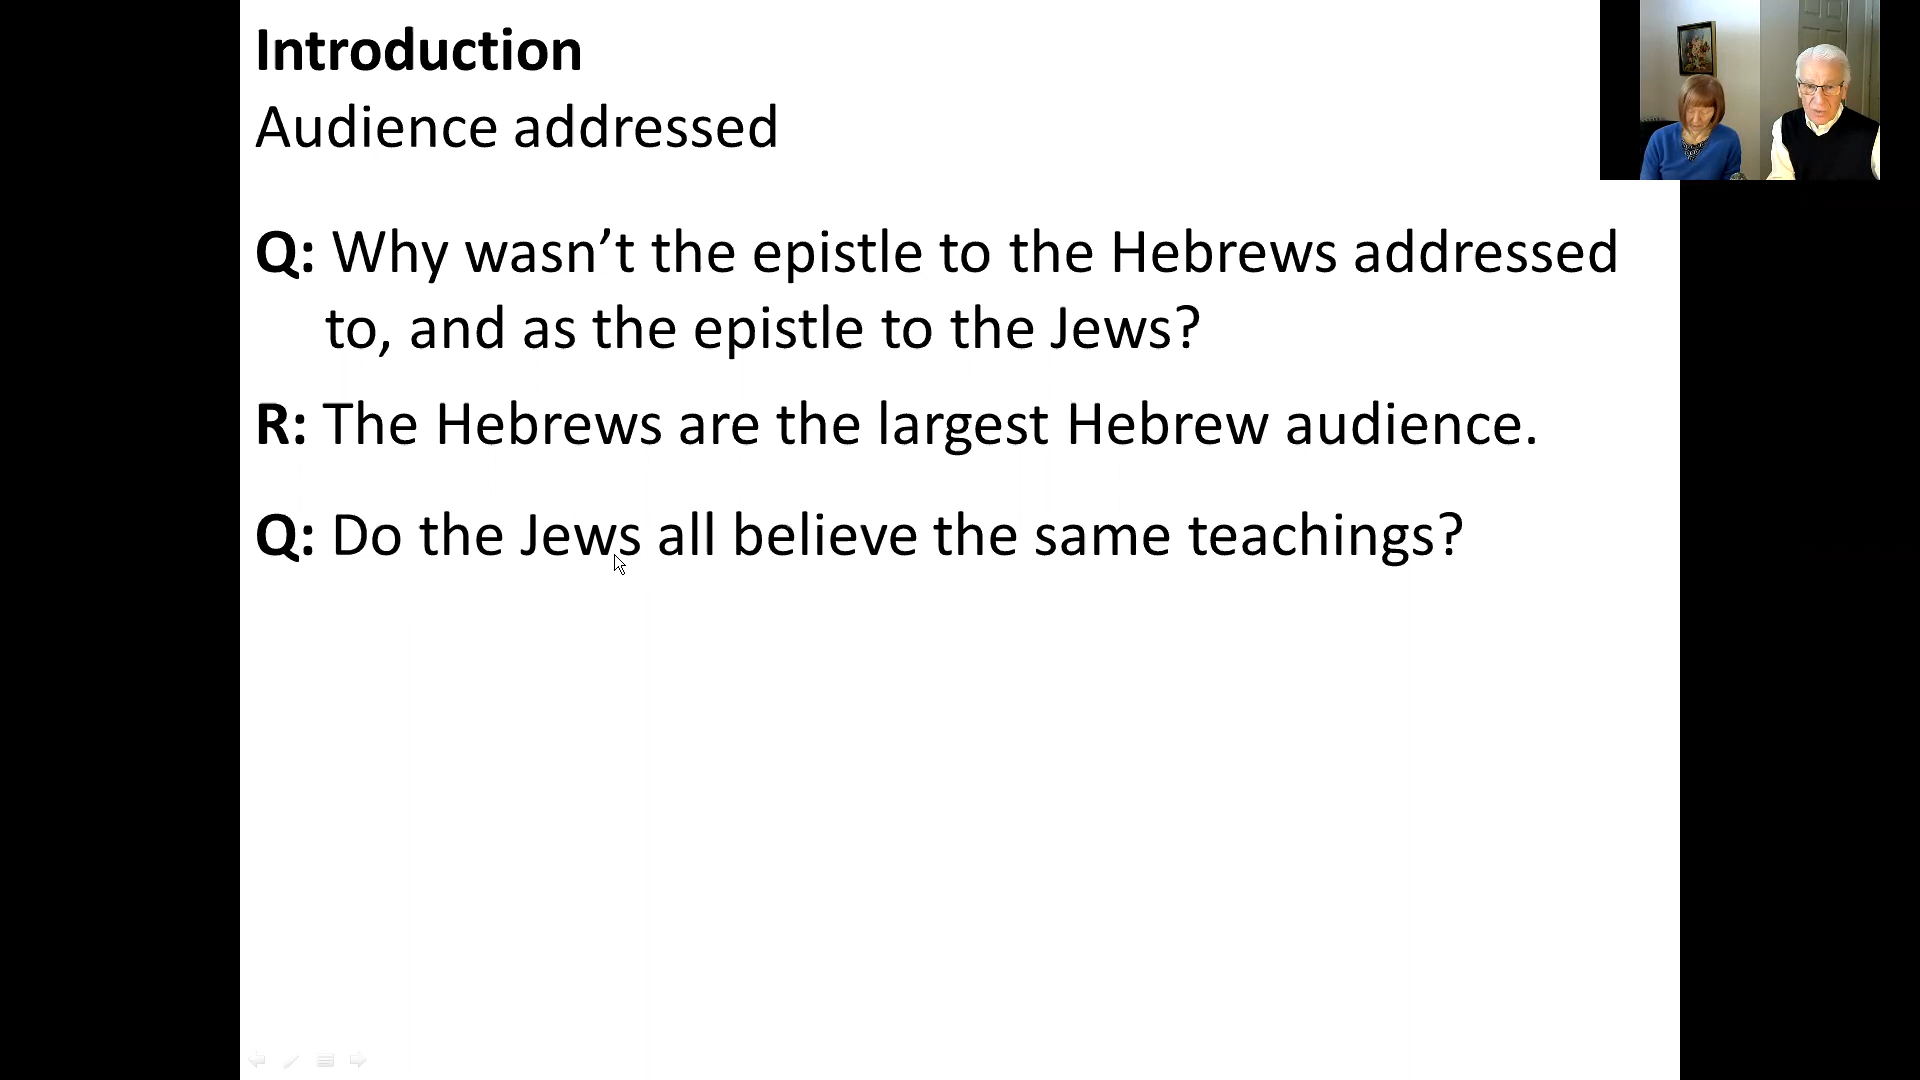 Introduction
Audience addressed
Q: Why wasn’t the epistle to the Hebrews addressed
to, and as the epistle to the Jews?
R: The Hebrews are the largest Hebrew audience.
Q: Do the Jews all believe the same teachings?